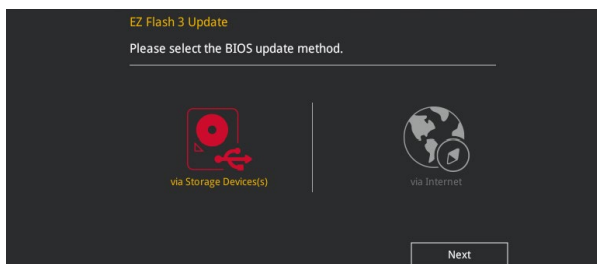 EZ Flash 3 Update
Please select the BIOS update method.
via Storage Devices(s)
via Internet
Next